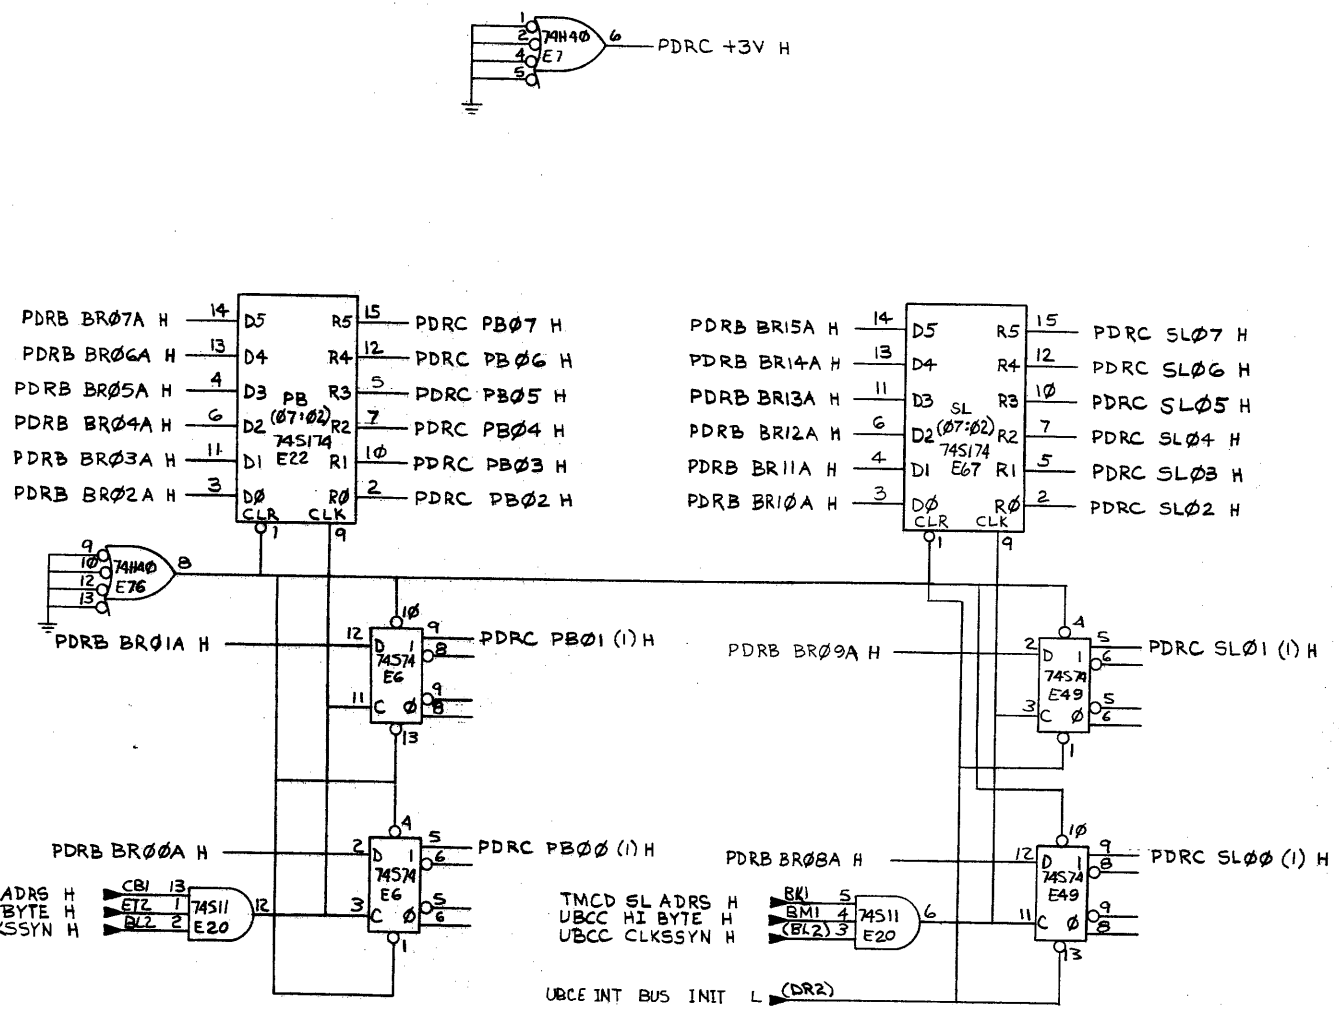 1
2
4
5
74H4Ø
E7
6
PDRC +3V H
PDRB BRØ7A H 14 D5 R5 15 PDRC PBØ7 H
PDRB BRØ6A H 13 D4 R4 12 PDRC PBØ6 H
PDRB BRØ5A H 4 D3 R3 5 PDRC PBØ5 H
PDRB BRØ4A H 6 D2 R2 7 PDRC PBØ4 H
PDRB BRØ3A H 11 D1 R1 10 PDRC PBØ3 H
PDRB BRØ2A H 3 DØ RØ 2 PDRC PBØ2 H
PB
(Ø7:Ø2)
74S174
E22
CLR CLK
1 9
PDRB BR15A H 14 D5 R5 15 PDRC SLØ7 H
PDRB BR14A H 13 D4 R4 12 PDRC SLØ6 H
PDRB BR13A H 11 D3 R3 1Ø PDRC SLØ5 H
PDRB BR12A H 6 D2 R2 7 PDRC SLØ4 H
PDRB BR11A H 4 D1 R1 5 PDRC SLØ3 H
PDRB BR1ØA H 3 DØ RØ 2 PDRC SLØ2 H
SL
(Ø7:Ø2)
74S174
E67
CLR CLK
1 9
9
1Ø
12
13
74H4Ø
E76
8
1Ø
PDRB BRØ1A H 12 D 1 9 PDRC PBØ1 (1) H
8
74S74
E6
9
11 C Ø 8
13
4
PDRB BRØ9A H 2 D 1 5 PDRC SLØ1 (1) H
6
74S74
E49
5
3 C Ø 6
1
4
PDRB BRØØA H 2 D 1 5 PDRC PBØØ (1) H
6
74S74
E6
5
3 C Ø 6
1
ADRS H CB1 13
BYTE H ET2 1
KSSYN H BL2 2
74S11
E20
12
1Ø
PDRB BRØ8A H 12 D 1 9 PDRC SLØØ (1) H
8
74S74
E49
9
11 C Ø 8
13
TMCD SL ADRS H BK1 5
UBCC HI BYTE H BM1 4
UBCC CLKSSYN H (BL2) 3
74S11
E20
6
UBCE INT BUS INIT L (DR2)